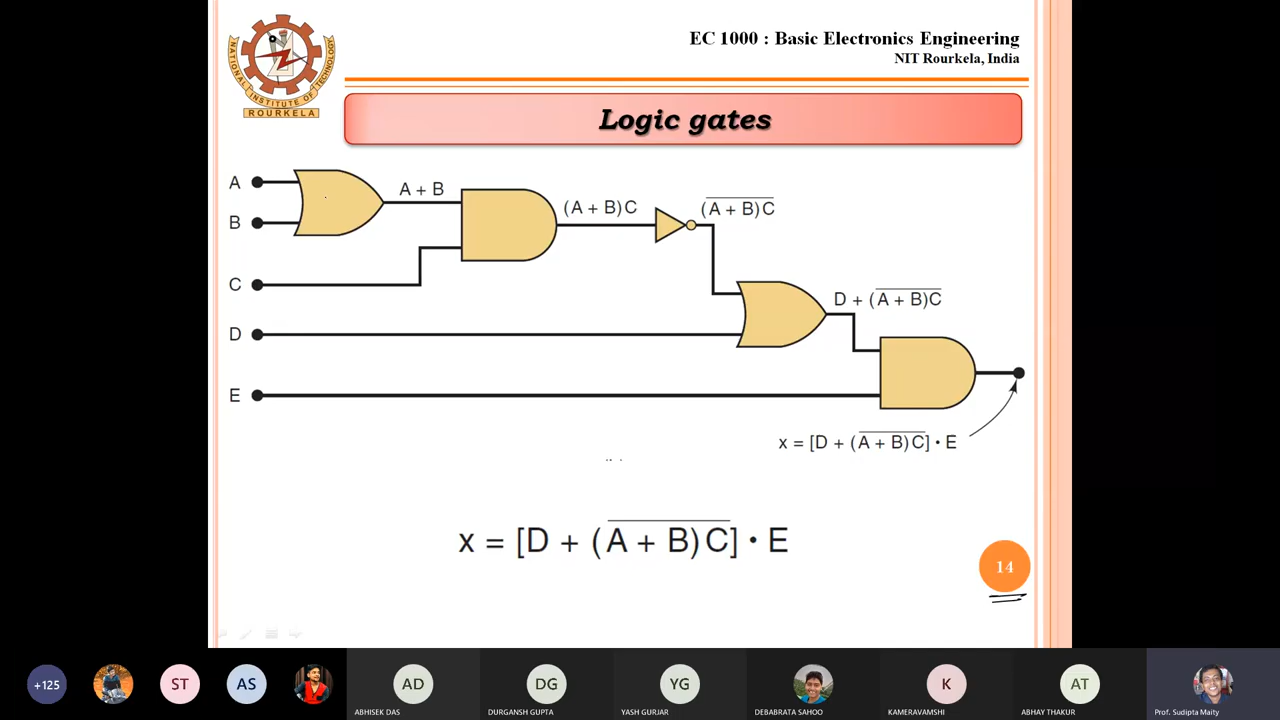 EC 1000 : Basic Electronics Engineering
NIT Rourkela, India
NATIONAL INSTITUTE OF TECHNOLOGY
ROURKELA
Logic gates
A
B
C
D
E
A + B
(A + B)C
(A̅ ̅+̅ ̅B̅)̅C̅
D + (A̅ ̅+̅ ̅B̅)̅C̅
x = [D + (A̅ ̅+̅ ̅B̅)̅C̅] • E
x = [D + (A̅ ̅+̅ ̅B̅)̅C̅] • E
14
+125
ST
AS
AD
DG
YG
K
AT
ABHISEK DAS
DURGANSH GUPTA
YASH GURJAR
DEBABRATA SAHOO
KAMERAVAMSHI
ABHAY THAKUR
Prof. Sudipta Maity